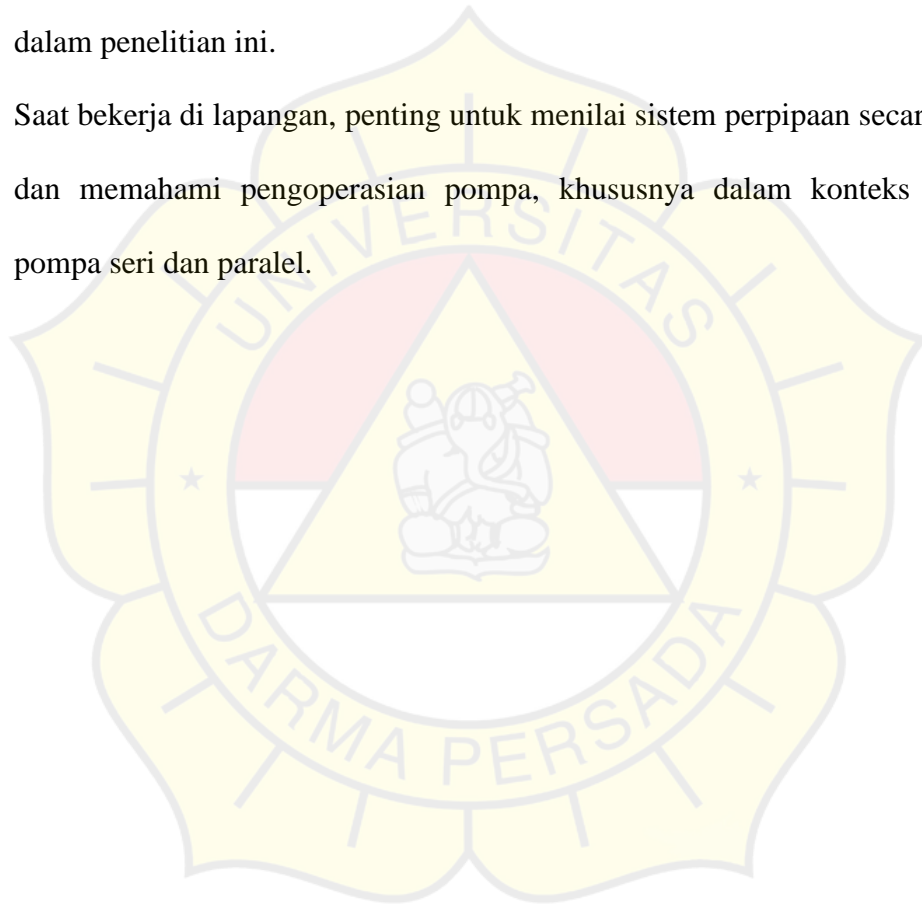 dalam penelitian ini.
Saat bekerja di lapangan, penting untuk menilai sistem perpipaan
dan memahami pengoperasian pompa, khususnya dalam konteks
pompa seri dan paralel.
UNIVERSITAS
DARMA PERSADA